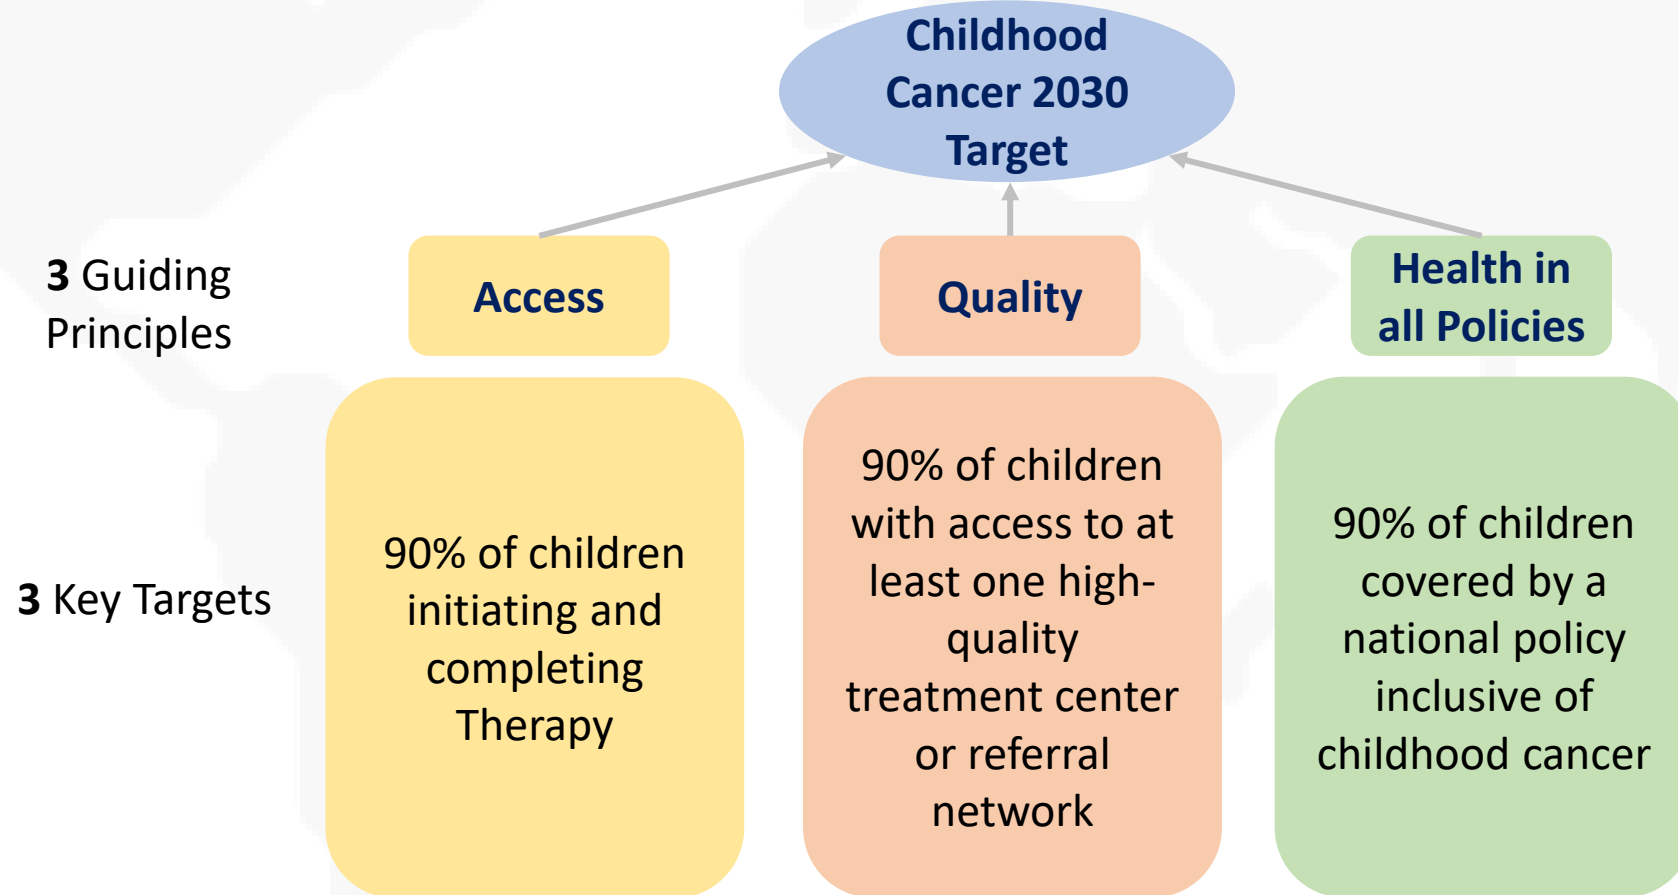 Childhood
Cancer 2030
Target
3 Guiding
Principles
Access
Quality
Health in
all Policies
3 Key Targets
90% of children
initiating and
completing
Therapy
90% of children
with access to at
least one high-
quality
treatment center
or referral
network
90% of children
covered by a
national policy
inclusive of
childhood cancer